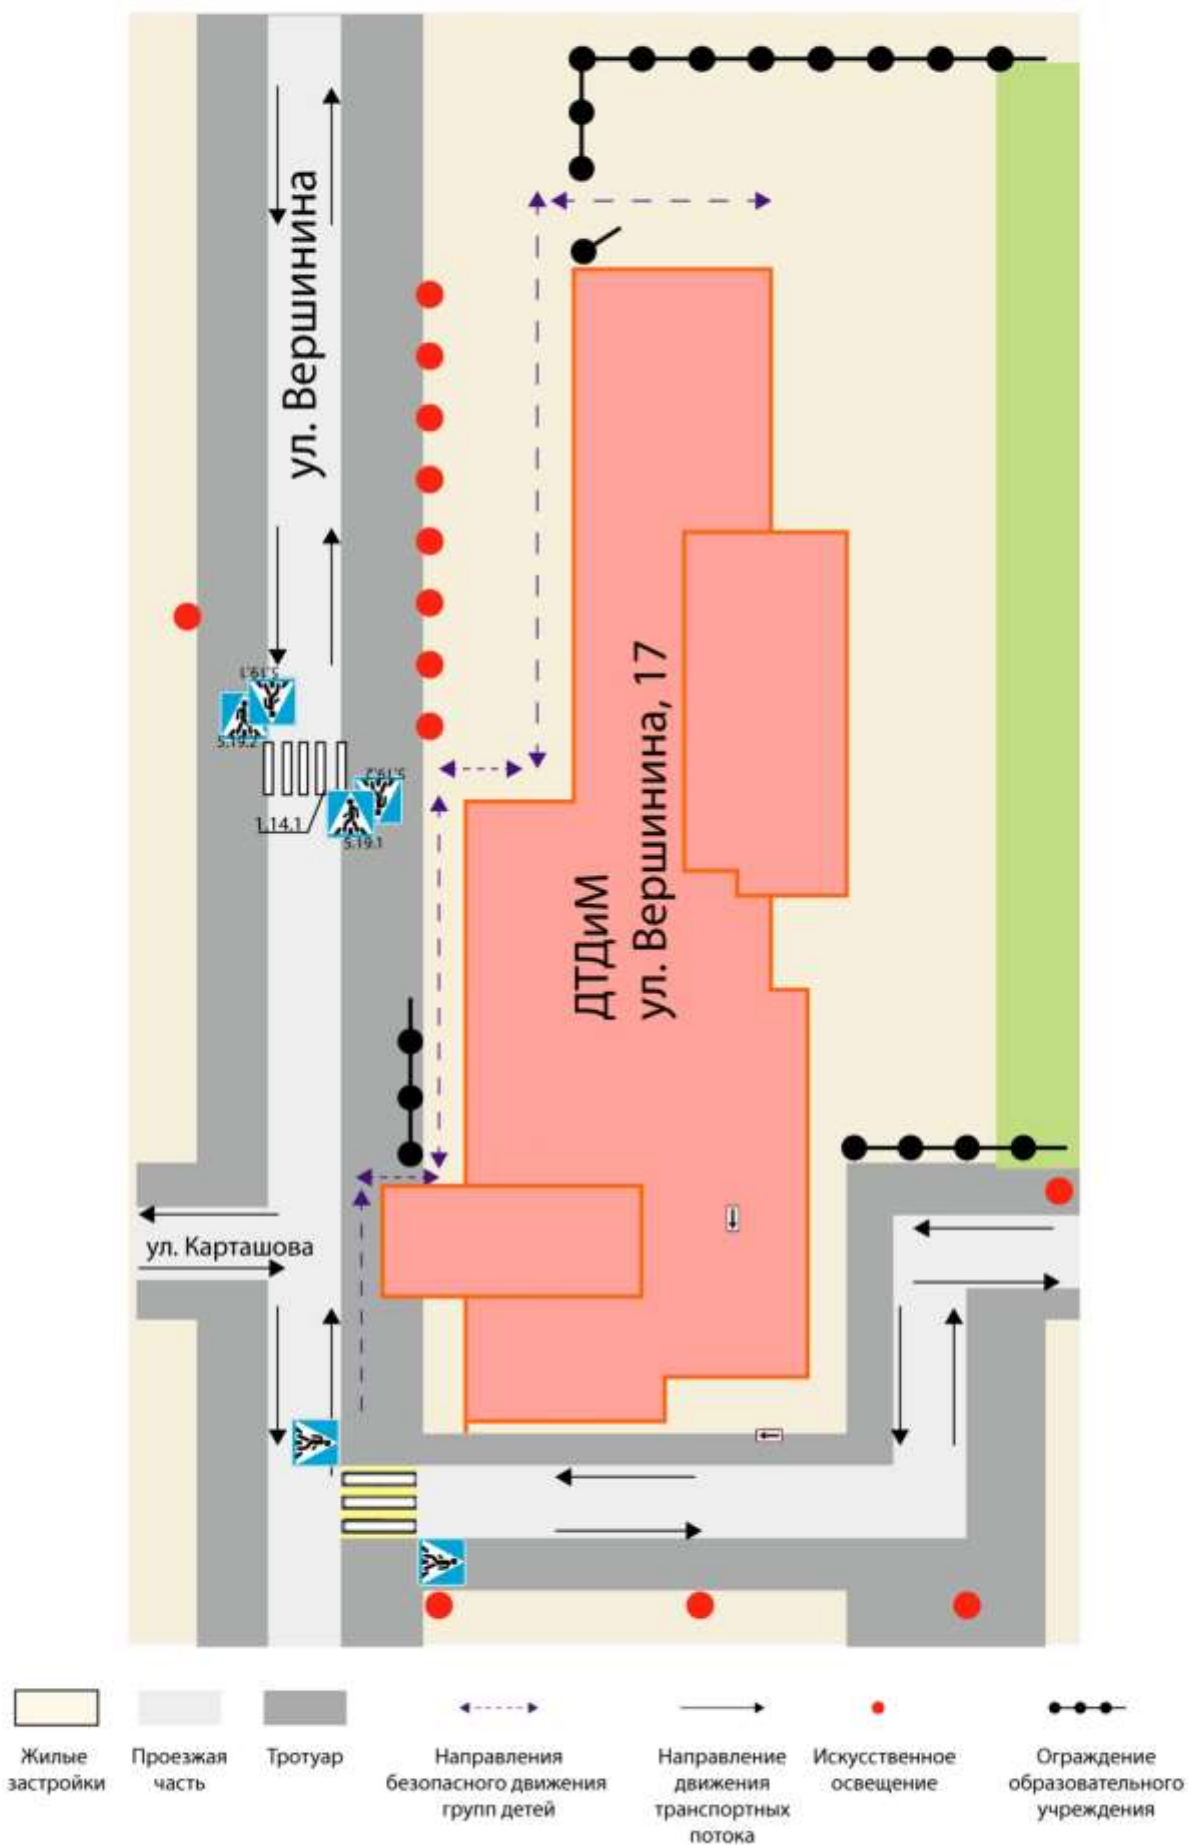 ул. Вершинина
5.19.1
5.19.2
5.19.2
1.14.1
5.19.1
ДТДиМ
ул. Вершинина, 17
ул. Карташова
Жилые
застройки
Проезжая
часть
Тротуар
Направления
безопасного движения
групп детей
Направление
движения
транспортных
потока
Искусственное
освещение
Ограждение
образовательного
учреждения